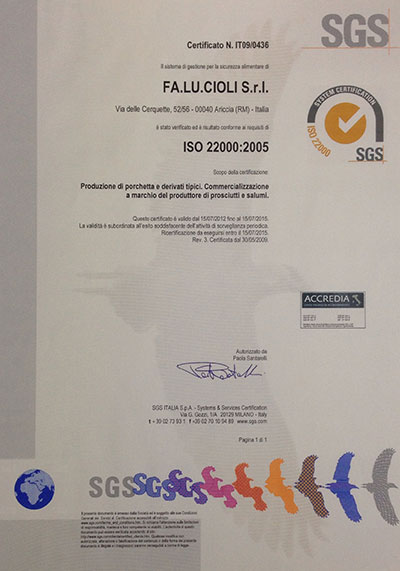 SGS
Certificato N. IT09/0436
Il sistema di gestione per la sicurezza alimentare di
FA.LU.CIOLI S.r.l.
Via delle Cerquette, 52/56 - 00040 Ariccia (RM) - Italia
è stato verificato ed è risultato conforme ai requisiti di
ISO 22000:2005
SYSTEM CERTIFICATION
ISO 22000
SGS
Scopo della certificazione:
Produzione di porchetta e derivati tipici. Commercializzazione
a marchio del produttore di prosciutti e salumi.
Questo certificato è valido dal 15/07/2012 fino al 15/07/2015.
La validità è subordinata all'esito soddisfacente dell'attività di sorveglianza periodica.
Ricertificazione da eseguirsi entro il 15/07/2015.
Rev. 3. Certificata dal 30/05/2009.
ACCREDIA
Autorizzato da
Paola Santarelli
SGS ITALIA S.p.A. - Systems & Services Certification
Via G. Gozzi, 1/A 20129 MILANO - Italy
t +39 02 73 93 1 f +39 02 70 10 94 89 www.sgs.com
Pagina 1 di 1
SGS SGS SGS